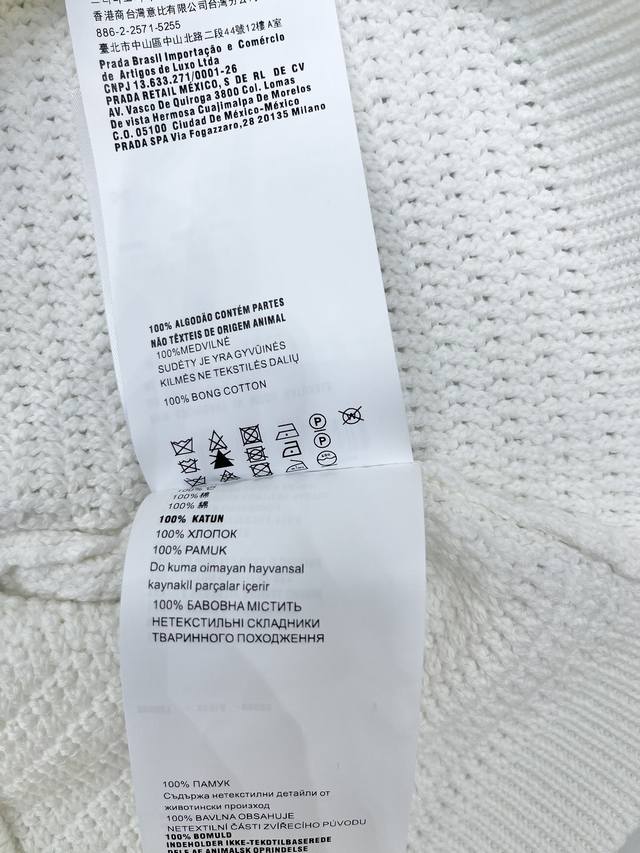 香港商台灣意比有限公司台灣分公
886-2-2571-5255
臺北市中山區中山北路二段44號12樓 A室
Prada Brasil Importação e Comércio
de Artigos de Luxo Ltda
CNPJ 13.633.271/0001-26
PRADA RETAIL MÉXICO, S DE RL DE CV
AV. Vasco De Quiroga 3800 Col. Lomas
De vista Hermosa Cuajimalpa De Morelos
C.O. 05100 Ciudad De México-México
PRADA SPA Via Fogazzaro,28 20135 Milano
100% ALGODÃO CONTÉM PARTES
NÃO TÊXTEIS DE ORIGEM ANIMAL
100%MEDVILNĖ
SUDĖTY JE YRA GYVŪINĖS
KILMĖS NE TEKSTILĖS DALIŲ
100% BONG COTTON
100% 棉
100% 綿
100% KATUN
100% ХЛОПОК
100% PAMUK
Do kuma oimayan hayvansal
kaynakll parçalar içerir
100% БАВОВНА МІСТИТЬ
НЕТЕКСТИЛЬНІ СКЛАДНИКИ
ТВАРИННОГО ПОХОДЖЕННЯ
100% ПАМУК
Съдържа нетекстилни детайли от
животински произход
100% BAVLNA OBSAHUJE
NETEXTILNÍ ČÁSTI ZVÍŘECÍHO PŮVODU
100% BOMULD
INDEHOLDER IKKE-TEKDTILBASEREDE
DELE AF ANIMALSK OPRINDELSE